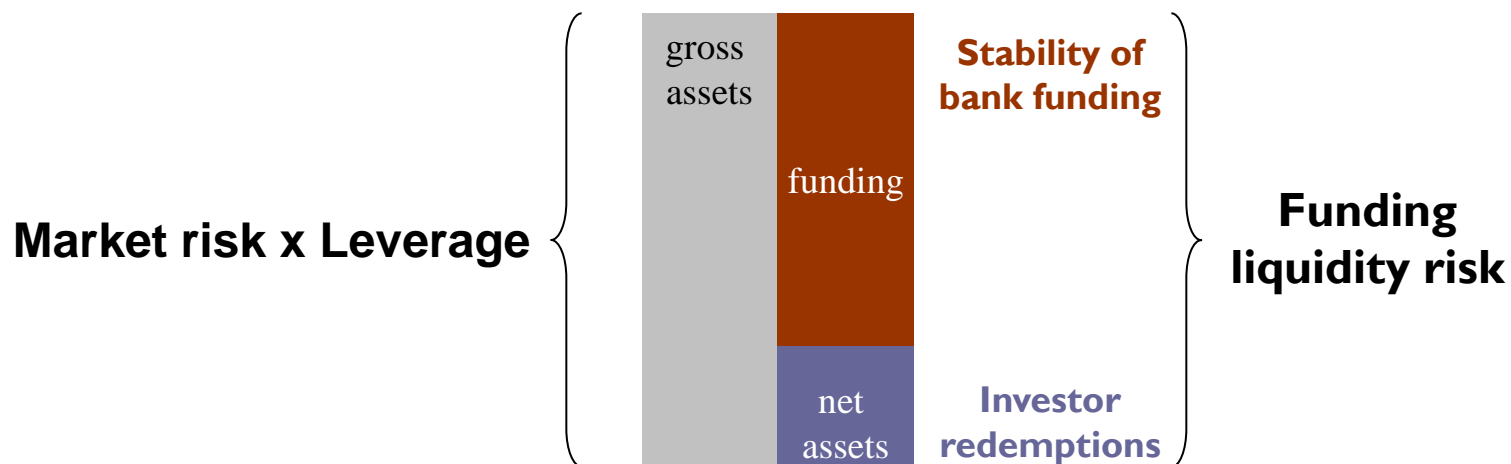 Market risk x Leverage
gross
assets
funding
net
assets
Stability of
bank funding
Investor
redemptions
Funding
liquidity risk